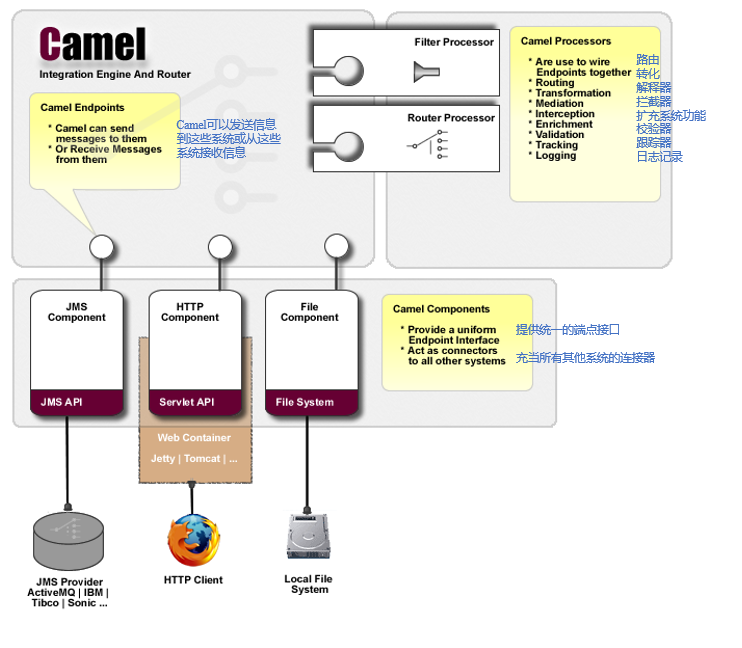 Camel
Integration Engine And Router
Camel Endpoints
* Camel can send
messages to them
* Or Receive Messages
from them
Camel可以发送信息
到这些系统或从这些
系统接收信息
Filter Processor
Router Processor
Camel Processors
* Are use to wire
Endpoints together
* Routing
* Transformation
* Mediation
* Interception
* Enrichment
* Validation
* Tracking
* Logging
路由
转化
解释器
拦截器
扩充系统功能
校验器
跟踪器
日志记录
JMS
Component
JMS API
HTTP
Component
Servlet API
File
Component
File System
Camel Components
* Provide a uniform
Endpoint Interface
* Act as connectors
to all other systems
提供统一的端点接口
充当所有其他系统的连接器
Web Container
Jetty | Tomcat | ...
JMS Provider
ActiveMQ | IBM |
Tibco | Sonic ...
HTTP Client
Local File
System